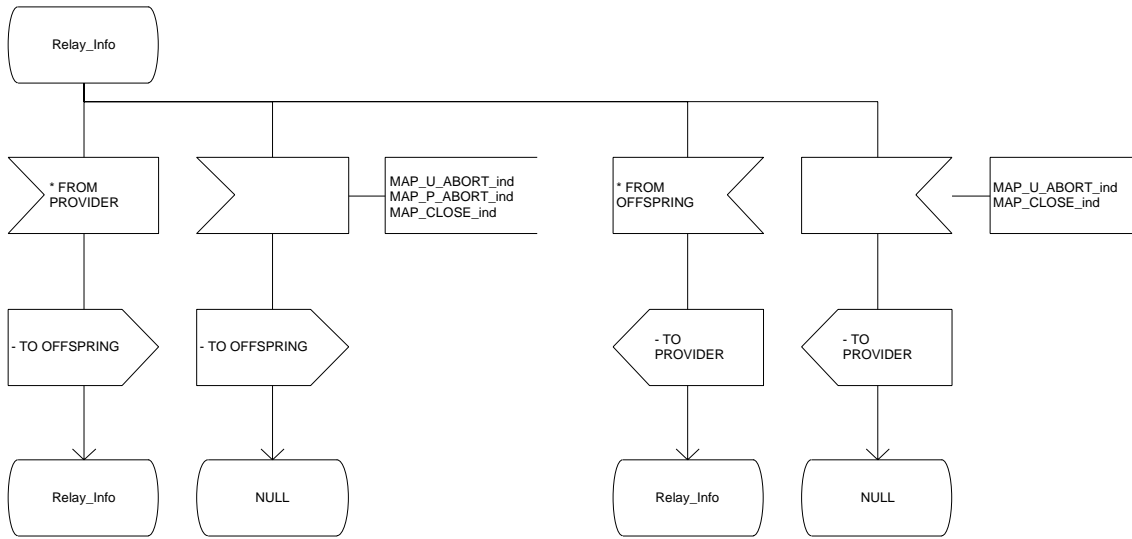 Relay_Info
* FROM
PROVIDER
MAP_U_ABORT_ind
MAP_P_ABORT_ind
MAP_CLOSE_ind
* FROM
OFFSPRING
MAP_U_ABORT_ind
MAP_CLOSE_ind
- TO OFFSPRING
- TO OFFSPRING
- TO
PROVIDER
- TO
PROVIDER
Relay_Info
NULL
Relay_Info
NULL